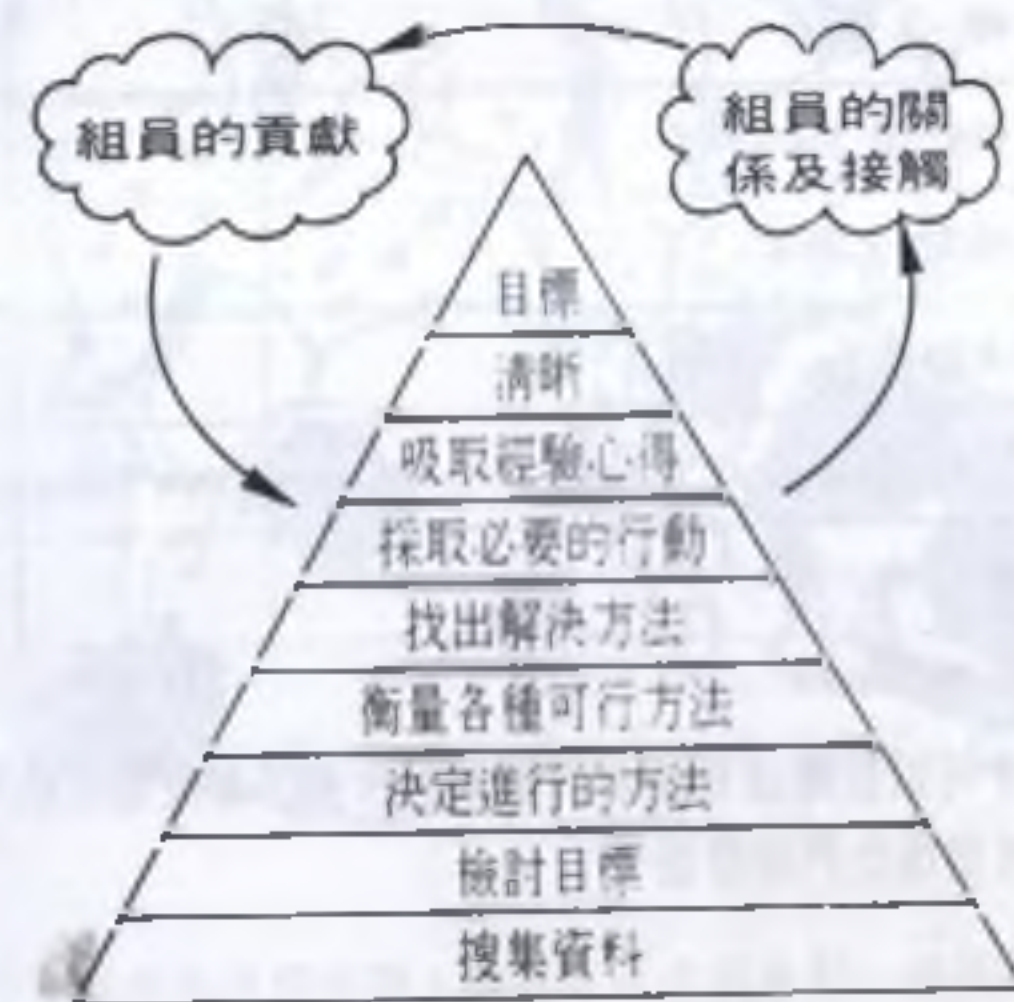 組員的貢獻
組員的關
係及接觸
目標
清晰
吸取經驗心得
採取必要的行動
找出解決方法
衡量各種可行方法
決定進行的方法
檢討目標
搜集資料